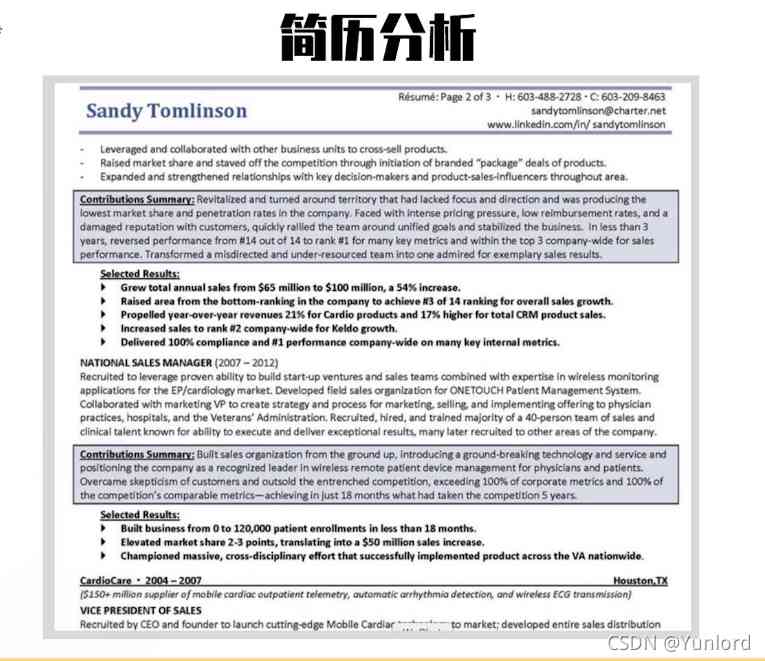 简历分析
Résumé: Page 2 of 3 · H: 603-488-2728 · C: 603-209-8463
Sandy Tomlinson
sandytomlinson@charter.net
www.linkedin.com/in/ sandytomlinson
- Leveraged and collaborated with other business units to cross-sell products.
- Raised market share and staved off the competition through initiation of branded "package" deals of products.
- Expanded and strengthened relationships with key decision-makers and product-sales-influencers throughout area.
Contributions Summary: Revitalized and turned around territory that had lacked focus and direction and was producing the
lowest market share and penetration rates in the company. Faced with intense pricing pressure, low reimbursement rates, and a
damaged reputation with customers, quickly rallied the team around unified goals and stabilized the business. In less than 3
years, reversed performance from #14 out of 14 to rank #1 for many key metrics and within the top 3 company-wide for sales
performance. Transformed a misdirected and under-resourced team into one admired for exemplary sales results.
Selected Results:
Grew total annual sales from $65 million to $100 million, a 54% increase.
Raised area from the bottom-ranking in the company to achieve #3 of 14 ranking for overall sales growth.
Propelled year-over-year revenues 21% for Cardio products and 17% higher for total CRM product sales.
Increased sales to rank #2 company-wide for Keldo growth.
Delivered 100% compliance and #1 performance company-wide on many key internal metrics.
NATIONAL SALES MANAGER (2007 – 2012)
Recruited to leverage proven ability to build start-up ventures and sales teams combined with expertise in wireless monitoring
applications for the EP/cardiology market. Developed field sales organization for ONETOUCH Patient Management System.
Collaborated with marketing VP to create strategy and process for marketing, selling, and implementing offering to physician
practices, hospitals, and the Veterans' Administration. Recruited, hired, and trained majority of a 40-person team of sales and
clinical talent known for ability to execute and deliver exceptional results, many later recruited to other areas of the company.
Contributions Summary: Built sales organization from the ground up, introducing a ground-breaking technology and service and
positioning the company as a recognized leader in wireless remote patient device management for physicians and patients.
Overcame skepticism of customers and outsold the entrenched competition, exceeding 100% of corporate metrics and 100% of
the competition's comparable metrics—achieving in just 18 months what had taken the competition 5 years.
Selected Results:
Built business from 0 to 120,000 patient enrollments in less than 18 months.
Elevated market share 2-3 points, translating into a $50 million sales increase.
Championed massive, cross-disciplinary effort that successfully implemented product across the VA nationwide.
CardioCare · 2004 – 2007 Houston,TX
($150+ million supplier of mobile cardiac outpatient telemetry, automatic arrhythmia detection, and wireless ECG transmission)
VICE PRESIDENT OF SALES
Recruited by CEO and founder to launch cutting-edge Mobile Cardiac to market; developed entire sales distribution
CSDN @Yunlord